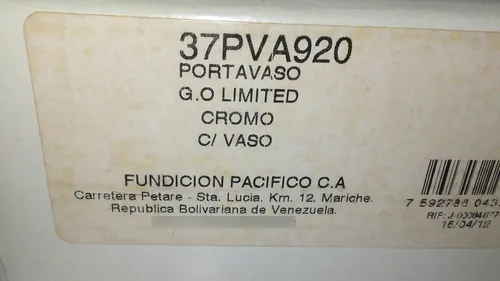 37PVA920
PORTAVASO
G.O LIMITED
CROMO
C/ VASO
FUNDICION PACIFICO C.A
Carretera Petare - Sta. Lucia. Km. 12. Mariche.
Republica Bolivariana de Venezuela.
7 592786
16/04/12